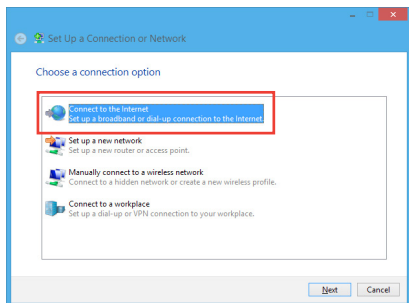 Set Up a Connection or Network
Choose a connection option
Connect to the Internet
Set up a broadband or dial-up connection to the Internet.
Set up a new network
Set up a new router or access point.
Manually connect to a wireless network
Connect to a hidden network or create a new wireless profile.
Connect to a workplace
Set up a dial-up or VPN connection to your workplace.
Next Cancel